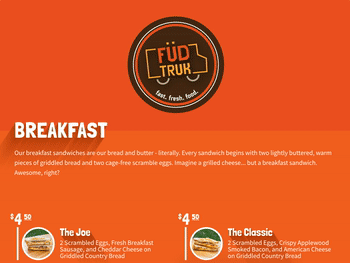 FÜD
TRUK
fast. fresh. food.
BREAKFAST
Our breakfast sandwiches are our bread and butter - literally. Every sandwich begins with two lightly buttered, warm
pieces of griddled bread and two cage-free scramble eggs. Imagine a grilled cheese... but a breakfast sandwich.
Awesome, right?
$4.50
The Joe
2 Scrambled Eggs, Fresh Breakfast
Sausage, and Cheddar Cheese on
Griddled Country Bread
$4.50
The Classic
2 Scrambled Eggs, Crispy Applewood
Smoked Bacon, and American Cheese
on Griddled Country Bread